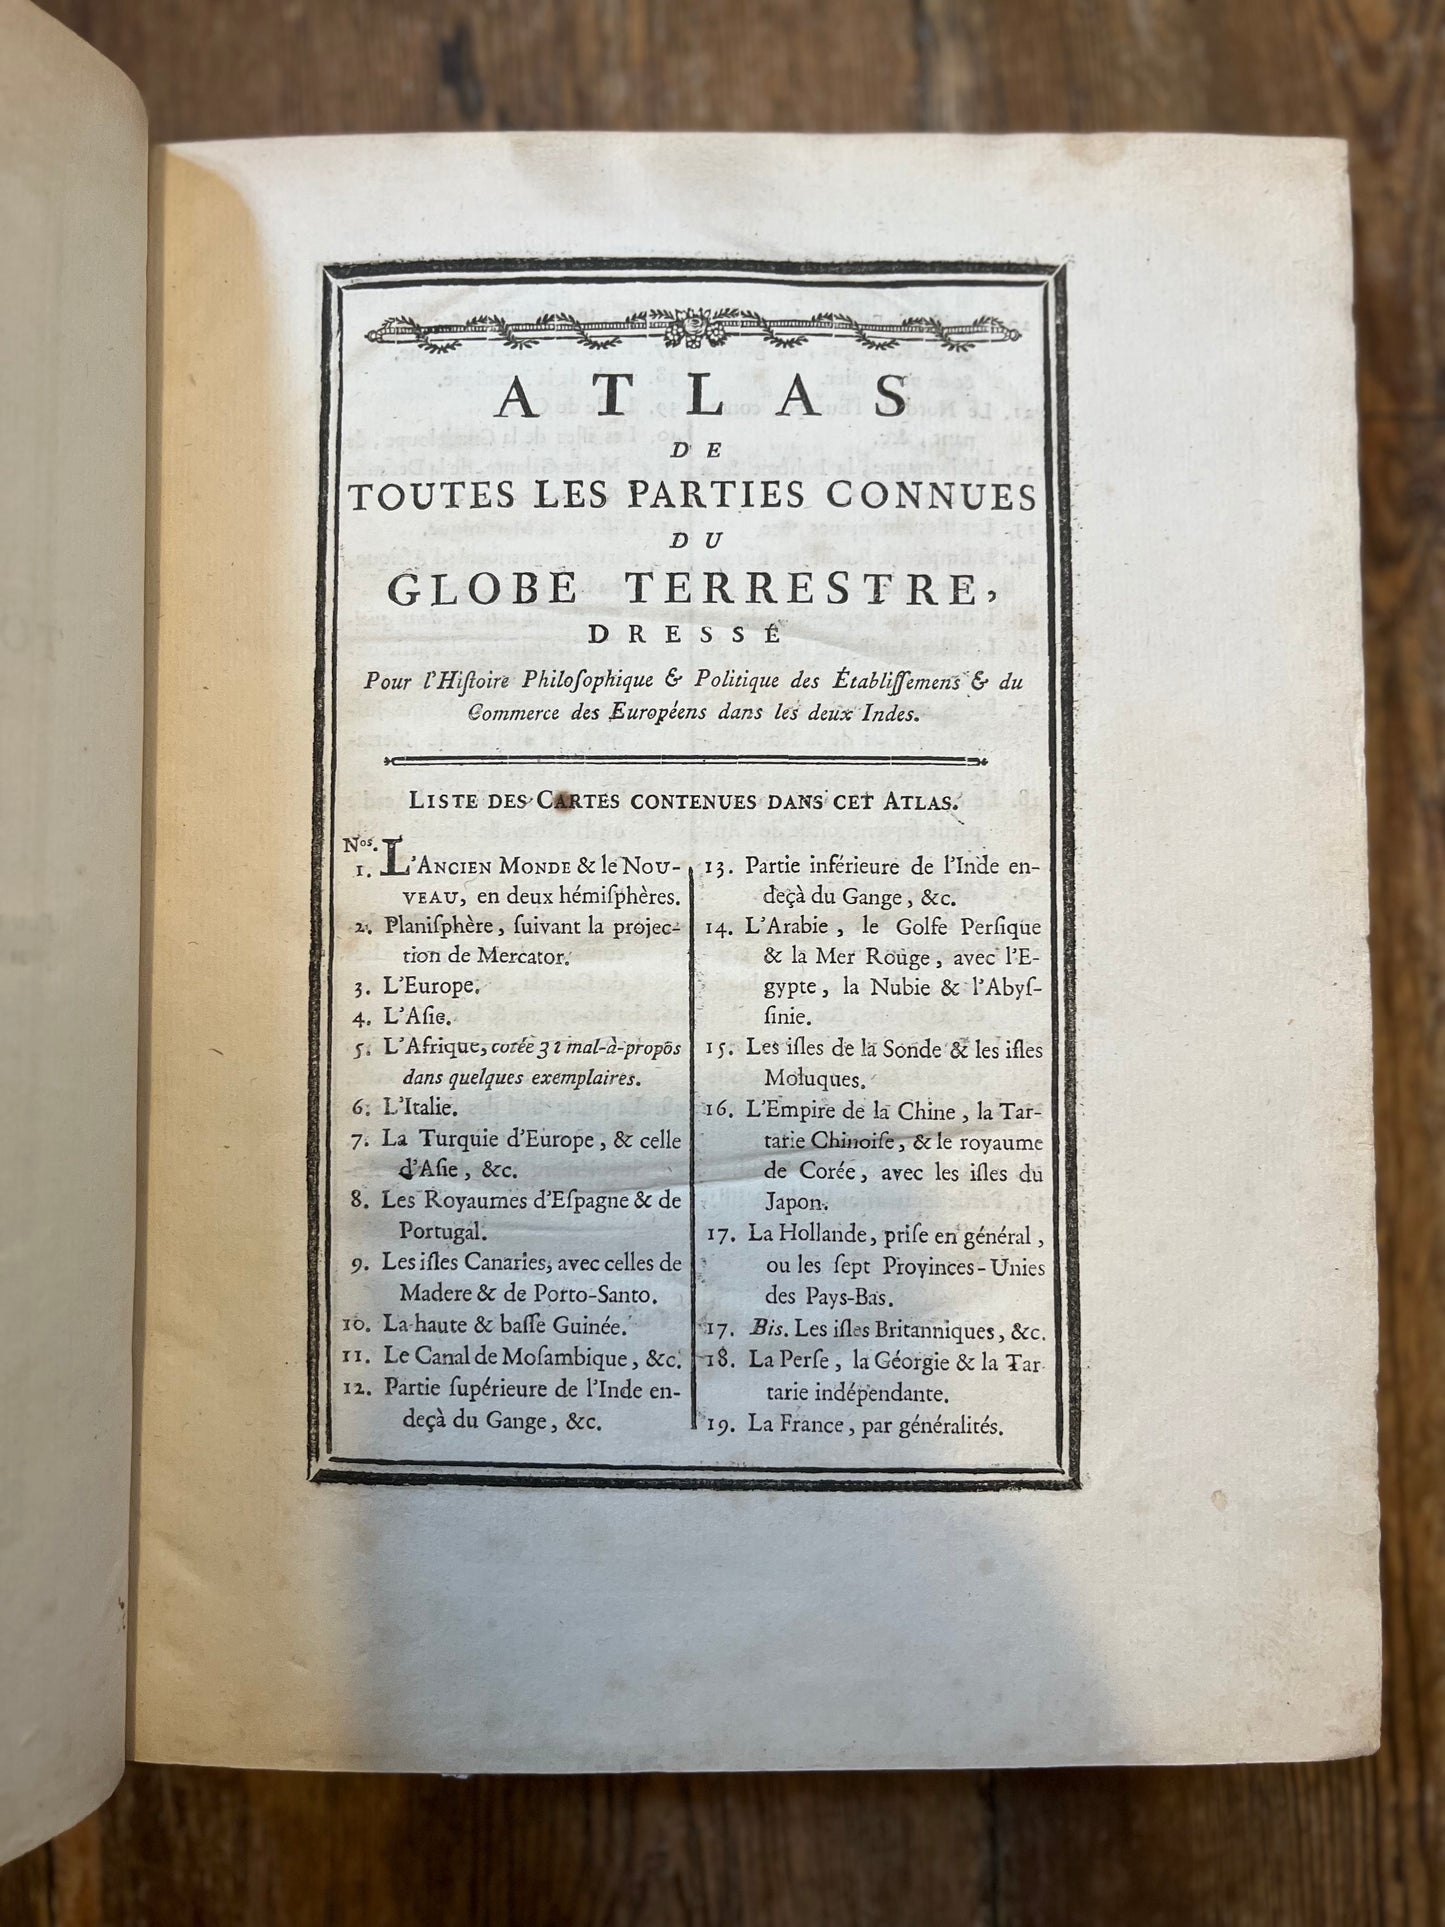 ATLAS
DE
TOUTES LES PARTIES CONNUES
DU
GLOBE TERRESTRE,
DRESSÉ
Pour l'Hiſtoire Philoſophique & Politique des Établiſſemens & du
Commerce des Européens dans les deux Indes.
LISTE DES CARTES CONTENUES DANS CET ATLAS.
Nos.
1. L'ANCIEN MONDE & le NOU-
VEAU, en deux hémiſphères.
2. Planiſphère, ſuivant la projec-
tion de Mercator.
3. L'Europe.
4. L'Aſie.
5. L'Afrique, cotée 31 mal-à-propos
dans quelques exemplaires.
6. L'Italie.
7. La Turquie d'Europe, & celle
d'Aſie, &c.
8. Les Royaumes d'Eſpagne & de
Portugal.
9. Les iſles Canaries, avec celles de
Madere & de Porto-Santo.
10. La haute & baſſe Guinée.
11. Le Canal de Moſambique, &c.
12. Partie ſupérieure de l'Inde en-
deçà du Gange, &c.
13. Partie inférieure de l'Inde en-
deçà du Gange, &c.
14. L'Arabie, le Golfe Perſique
& la Mer Rouge, avec l'E-
gypte, la Nubie & l'Abyſ-
ſinie.
15. Les iſles de la Sonde & les iſles
Moluques.
16. L'Empire de la Chine, la Tar-
tarie Chinoiſe, & le royaume
de Corée, avec les iſles du
Japon.
17. La Hollande, priſe en général,
ou les ſept Provinces-Unies
des Pays-Bas.
17. Bis. Les iſles Britanniques, &c.
18. La Perſe, la Géorgie & la Tar-
tarie indépendante.
19. La France, par généralités.